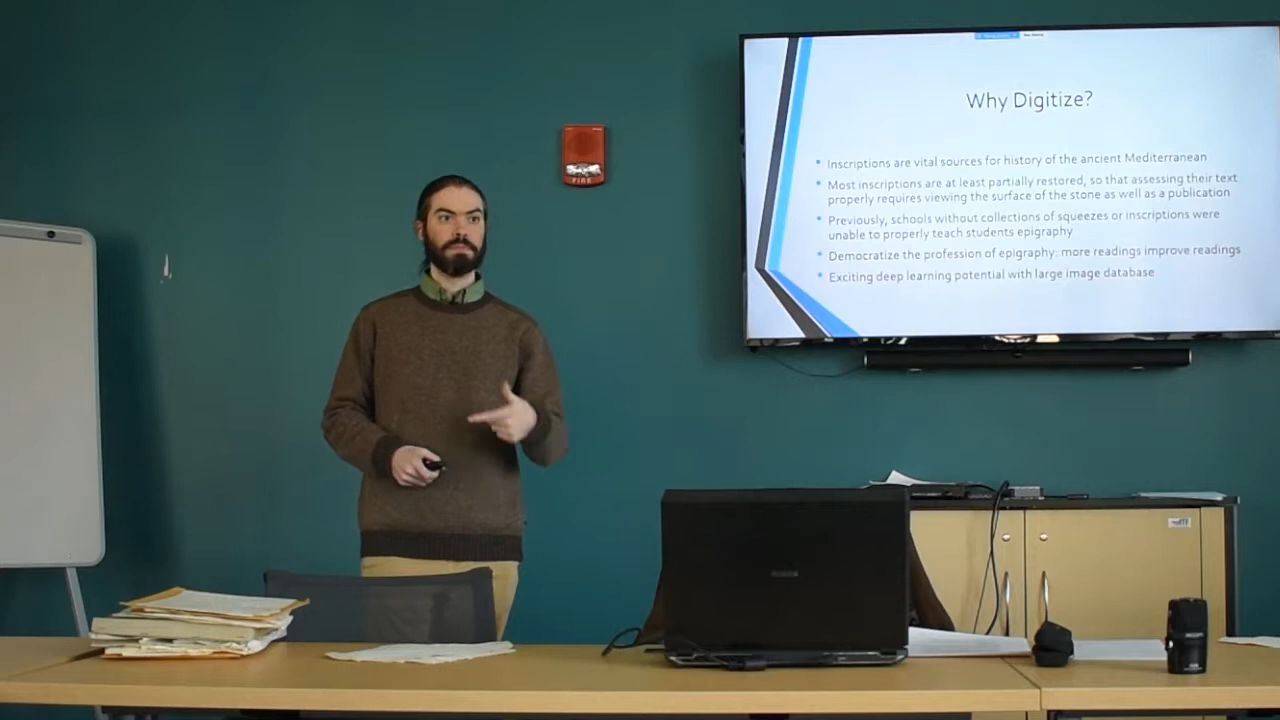 Why Digitize?
• Inscriptions are vital sources for history of the ancient Mediterranean
• Most inscriptions are at least partially restored, so that assessing their text
properly requires viewing the surface of the stone as well as a publication
• Previously, schools without collections of squeezes or inscriptions were
unable to properly teach students epigraphy
• Democratize the profession of epigraphy: more readings improve readings
• Exciting deep learning potential with large image database
FIRE